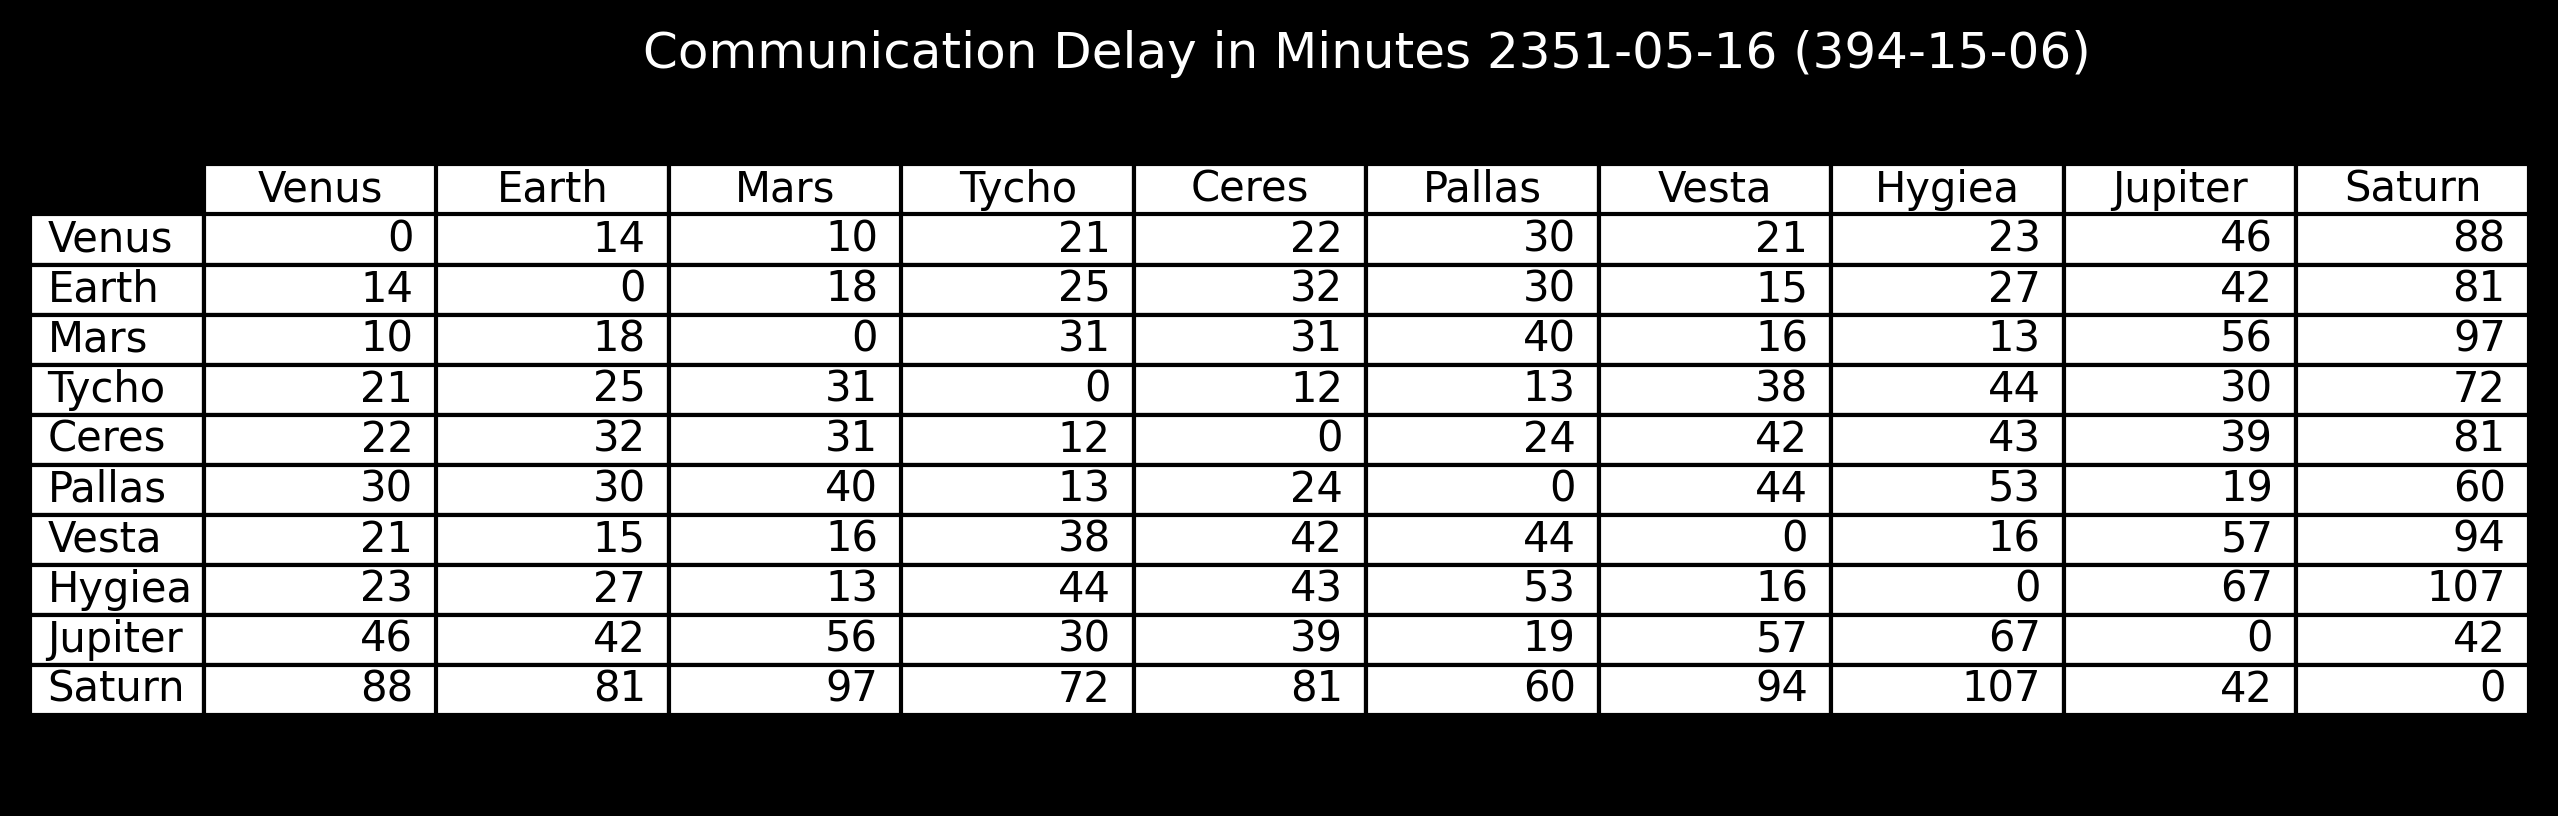 Communication Delay in Minutes 2351-05-16 (394-15-06)
Venus Earth Mars Tycho Ceres Pallas Vesta Hygiea Jupiter Saturn
Venus 0 14 10 21 22 30 21 23 46 88
Earth 14 0 18 25 32 30 15 27 42 81
Mars 10 18 0 31 31 40 16 13 56 97
Tycho 21 25 31 0 12 13 38 44 30 72
Ceres 22 32 31 12 0 24 42 43 39 81
Pallas 30 30 40 13 24 0 44 53 19 60
Vesta 21 15 16 38 42 44 0 16 57 94
Hygiea 23 27 13 44 43 53 16 0 67 107
Jupiter 46 42 56 30 39 19 57 67 0 42
Saturn 88 81 97 72 81 60 94 107 42 0